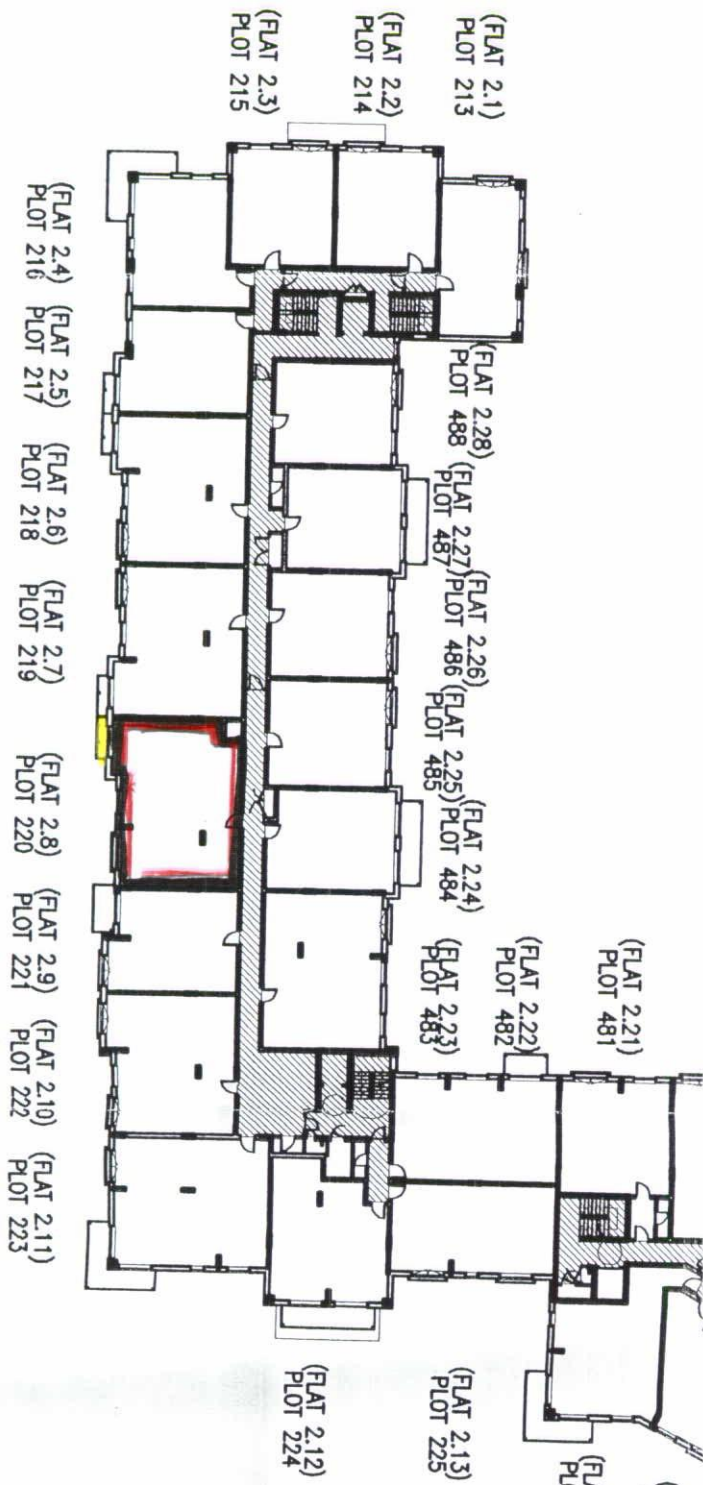 (FLAT 2.1)
PLOT 213
(FLAT 2.2)
PLOT 214
(FLAT 2.3)
PLOT 215
(FLAT 2.4)
PLOT 216
(FLAT 2.5)
PLOT 217
(FLAT 2.6)
PLOT 218
(FLAT 2.7)
PLOT 219
(FLAT 2.8)
PLOT 220
(FLAT 2.9)
PLOT 221
(FLAT 2.10)
PLOT 222
(FLAT 2.11)
PLOT 223
(FLAT 2.12)
PLOT 224
(FLAT 2.13)
PLOT 225
(FLAT 2.21)
PLOT 481
(FLAT 2.22)
PLOT 482
(FLAT 2.23)
PLOT 483
(FLAT 2.24)
PLOT 484
(FLAT 2.25)
PLOT 485
(FLAT 2.26)
PLOT 486
(FLAT 2.27)
PLOT 487
(FLAT 2.28)
PLOT 488